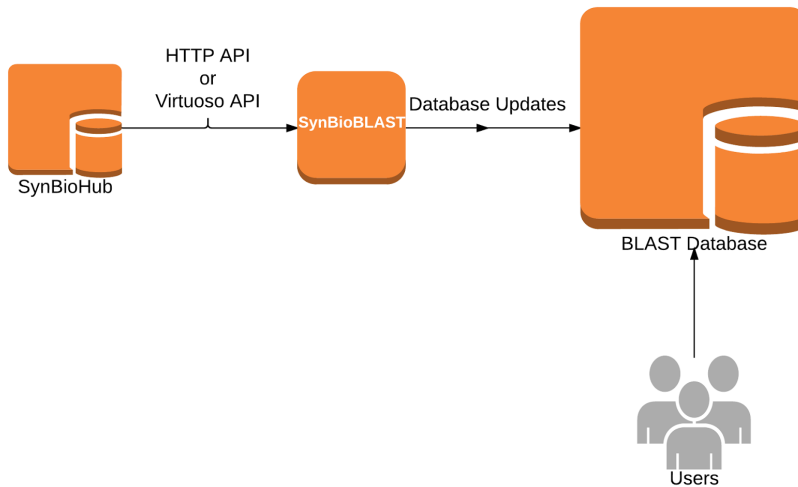 HTTP API
or
Virtuoso API
SynBioHub
SynBioBLAST
Database Updates
BLAST Database
Users